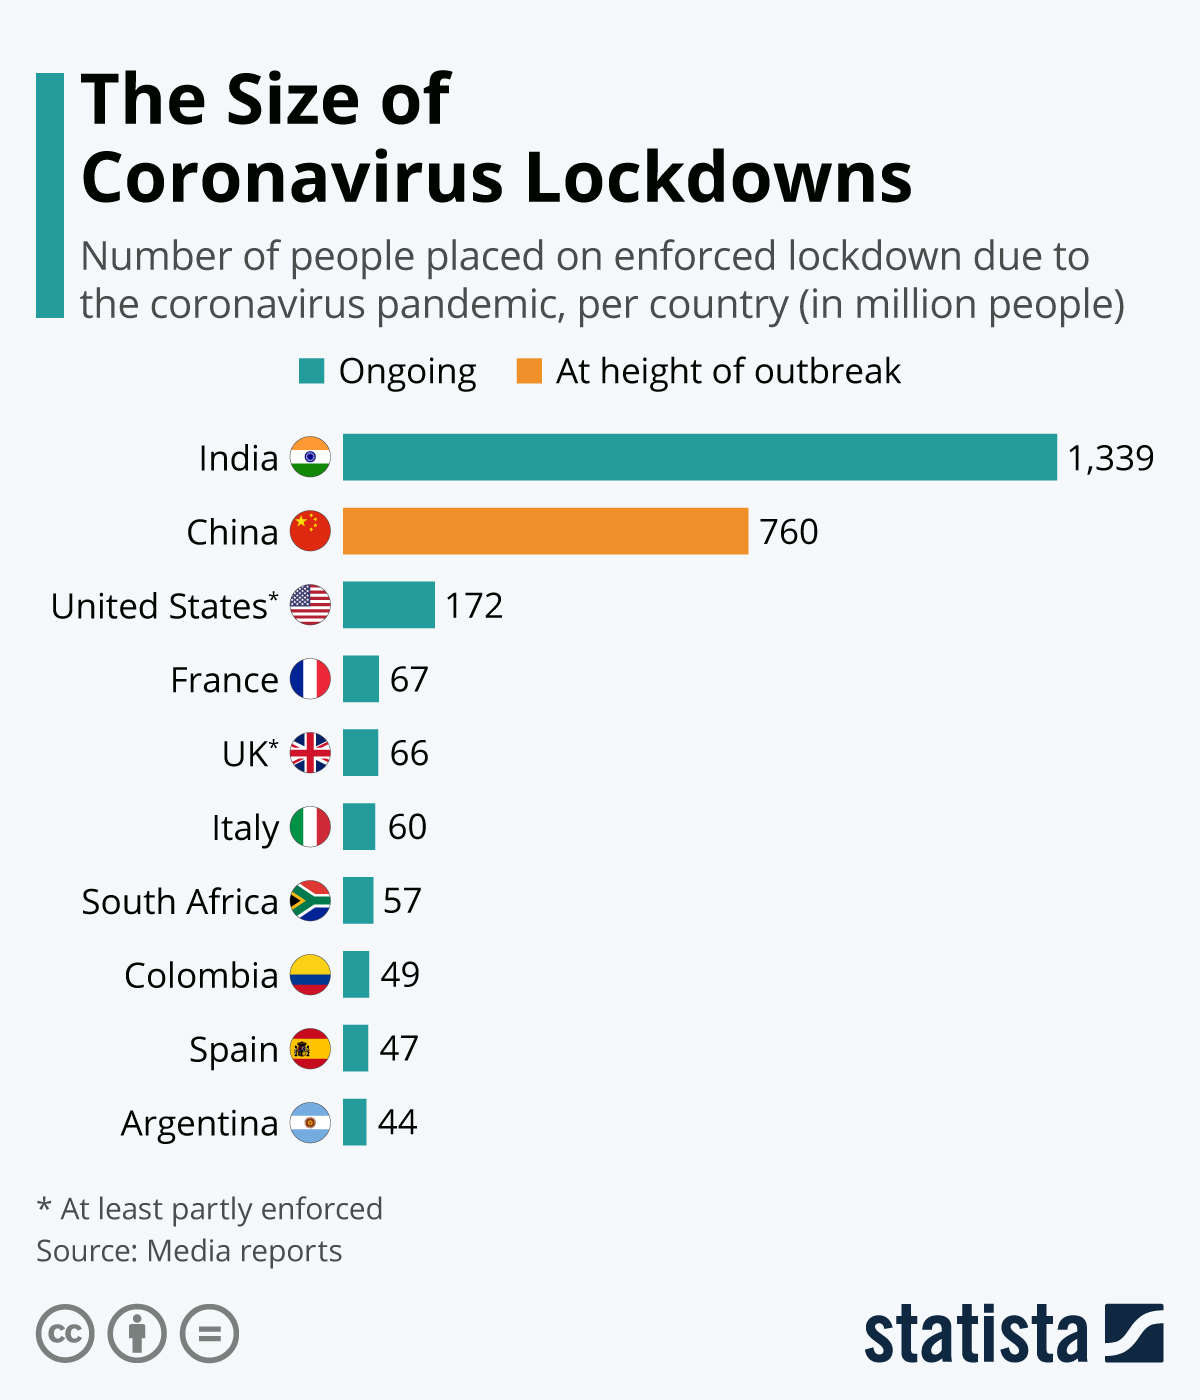 The Size of
Coronavirus Lockdowns
Number of people placed on enforced lockdown due to
the coronavirus pandemic, per country (in million people)
Ongoing At height of outbreak
India 1,339
China 760
United States* 172
France 67
UK* 66
Italy 60
South Africa 57
Colombia 49
Spain 47
Argentina 44
* At least partly enforced
Source: Media reports
cc =
statista